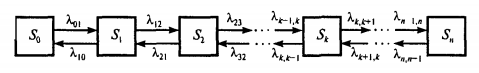 λ₀₁ λ₁₂ λ₂₃ λₖ₋₁,ₖ λₖ,ₖ₊₁ λₙ₋₁,ₙ
S₀ S₁ S₂ ... Sₖ ... Sₙ
λ₁₀ λ₂₁ λ₃₂ λₖ,ₖ₋₁ λₖ₊₁,ₖ λₙ,ₙ₋₁